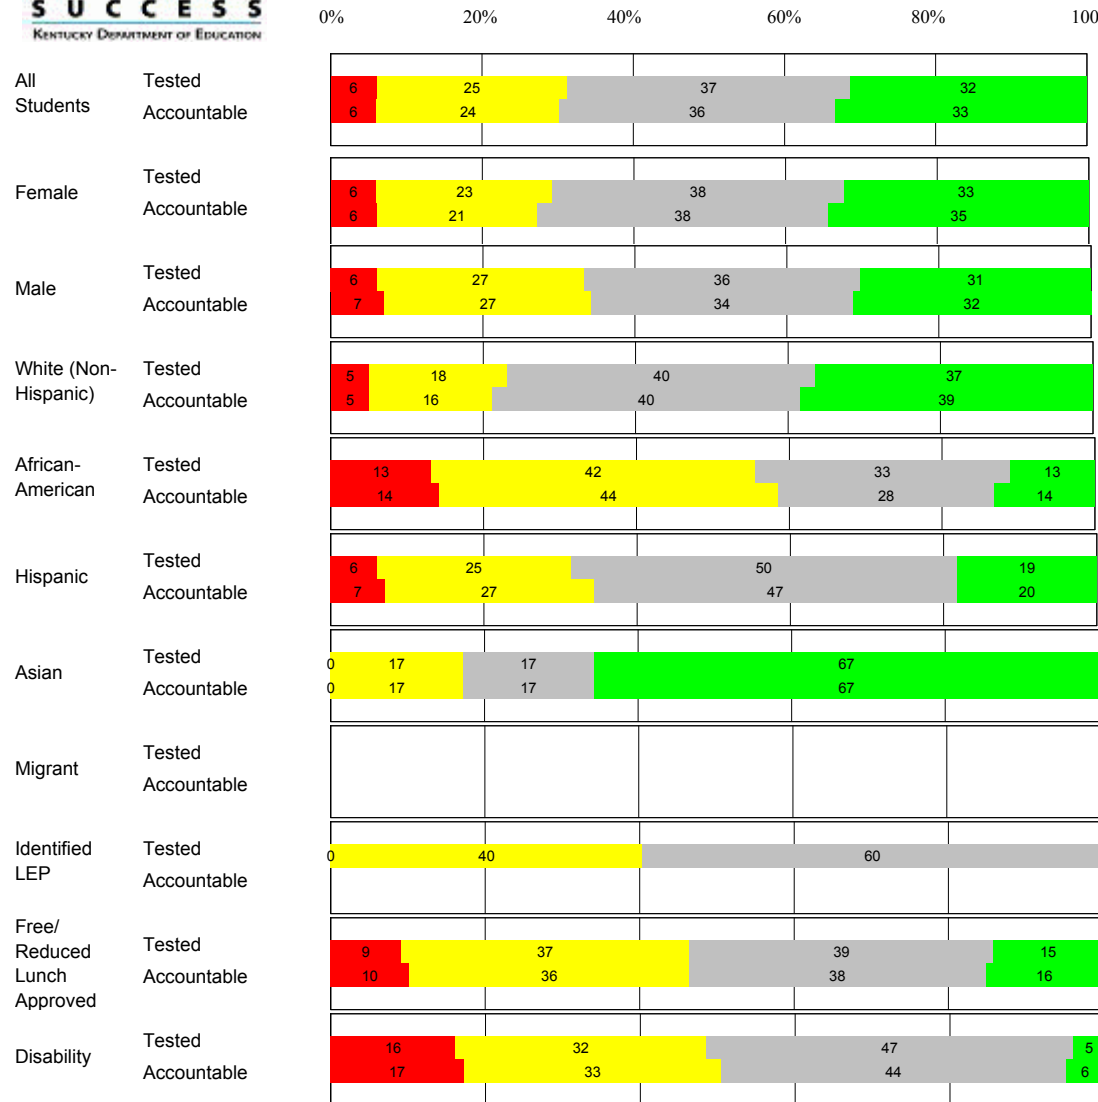 S U C C E S S
KENTUCKY DEPARTMENT OF EDUCATION
0% 20% 40% 60% 80% 100
All Students
Tested 6 25 37 32
Accountable 6 24 36 33
Female
Tested 6 23 38 33
Accountable 6 21 38 35
Male
Tested 6 27 36 31
Accountable 7 27 34 32
White (Non-
Hispanic)
Tested 5 18 40 37
Accountable 5 16 40 39
African-
American
Tested 13 42 33 13
Accountable 14 44 28 14
Hispanic
Tested 6 25 50 19
Accountable 7 27 47 20
Asian
Tested 0 17 17 67
Accountable 0 17 17 67
Migrant
Tested
Accountable
Identified
LEP
Tested 0 40 60
Accountable
Free/
Reduced
Lunch
Approved
Tested 9 37 39 15
Accountable 10 36 38 16
Disability
Tested 16 32 47 5
Accountable 17 33 44 6